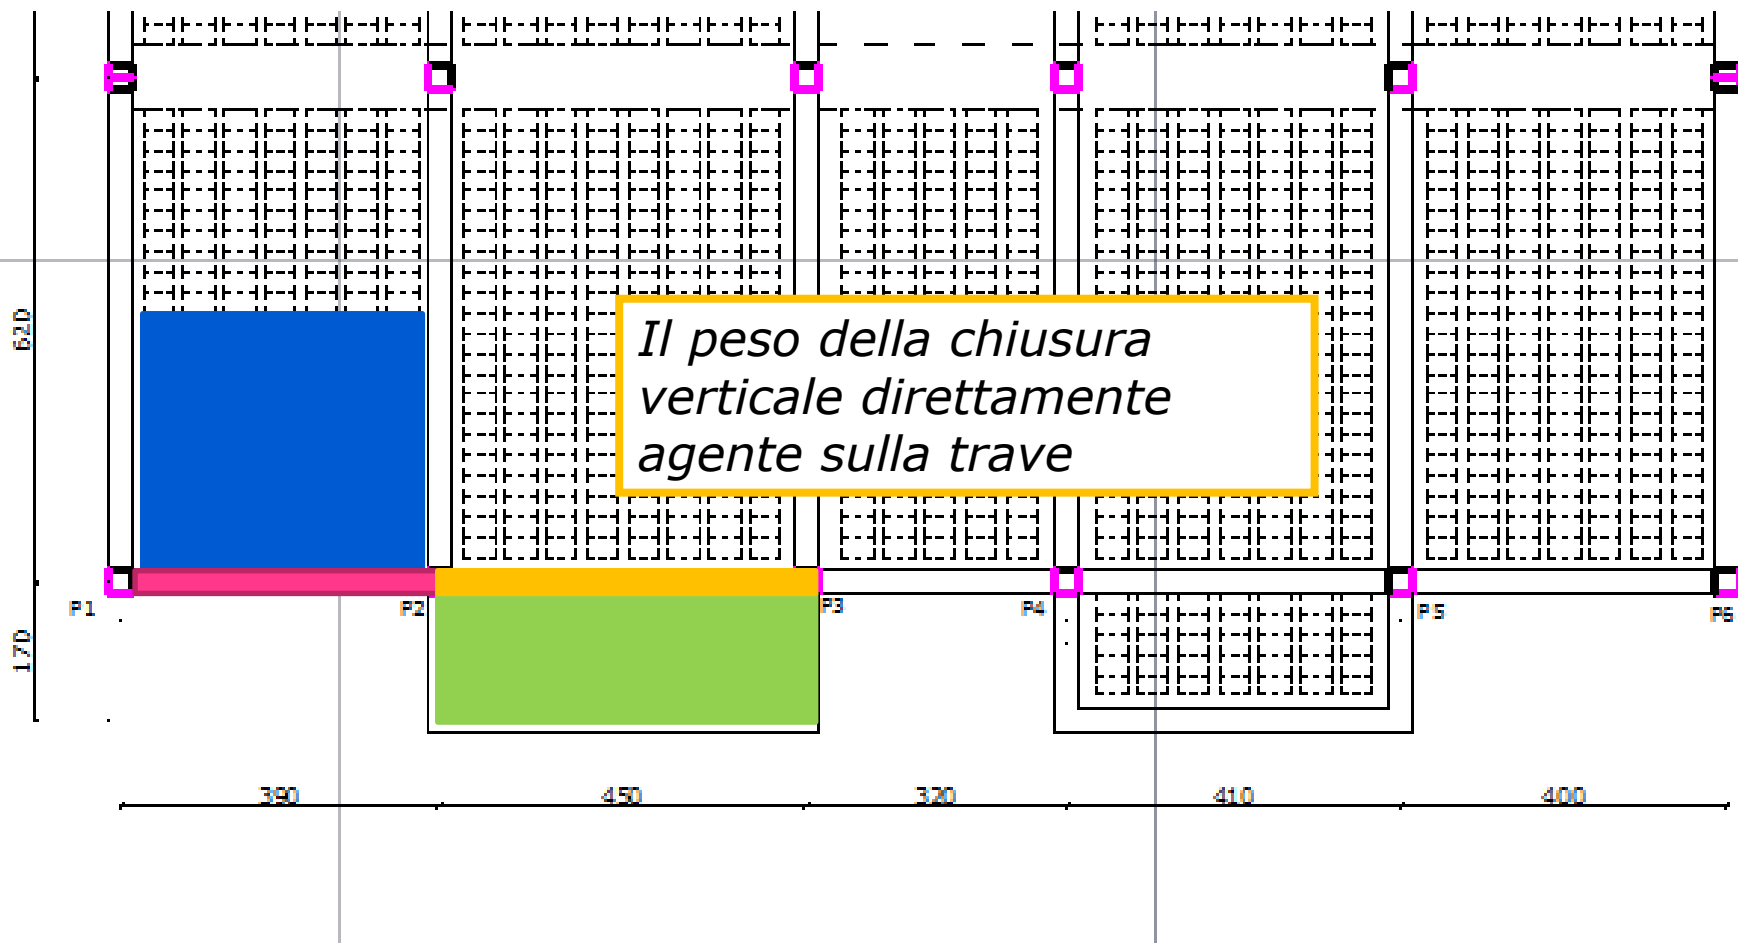 620
Il peso della chiusura
verticale direttamente
agente sulla trave
P1
P2
P3
P4
P5
P6
170
390
450
320
410
400